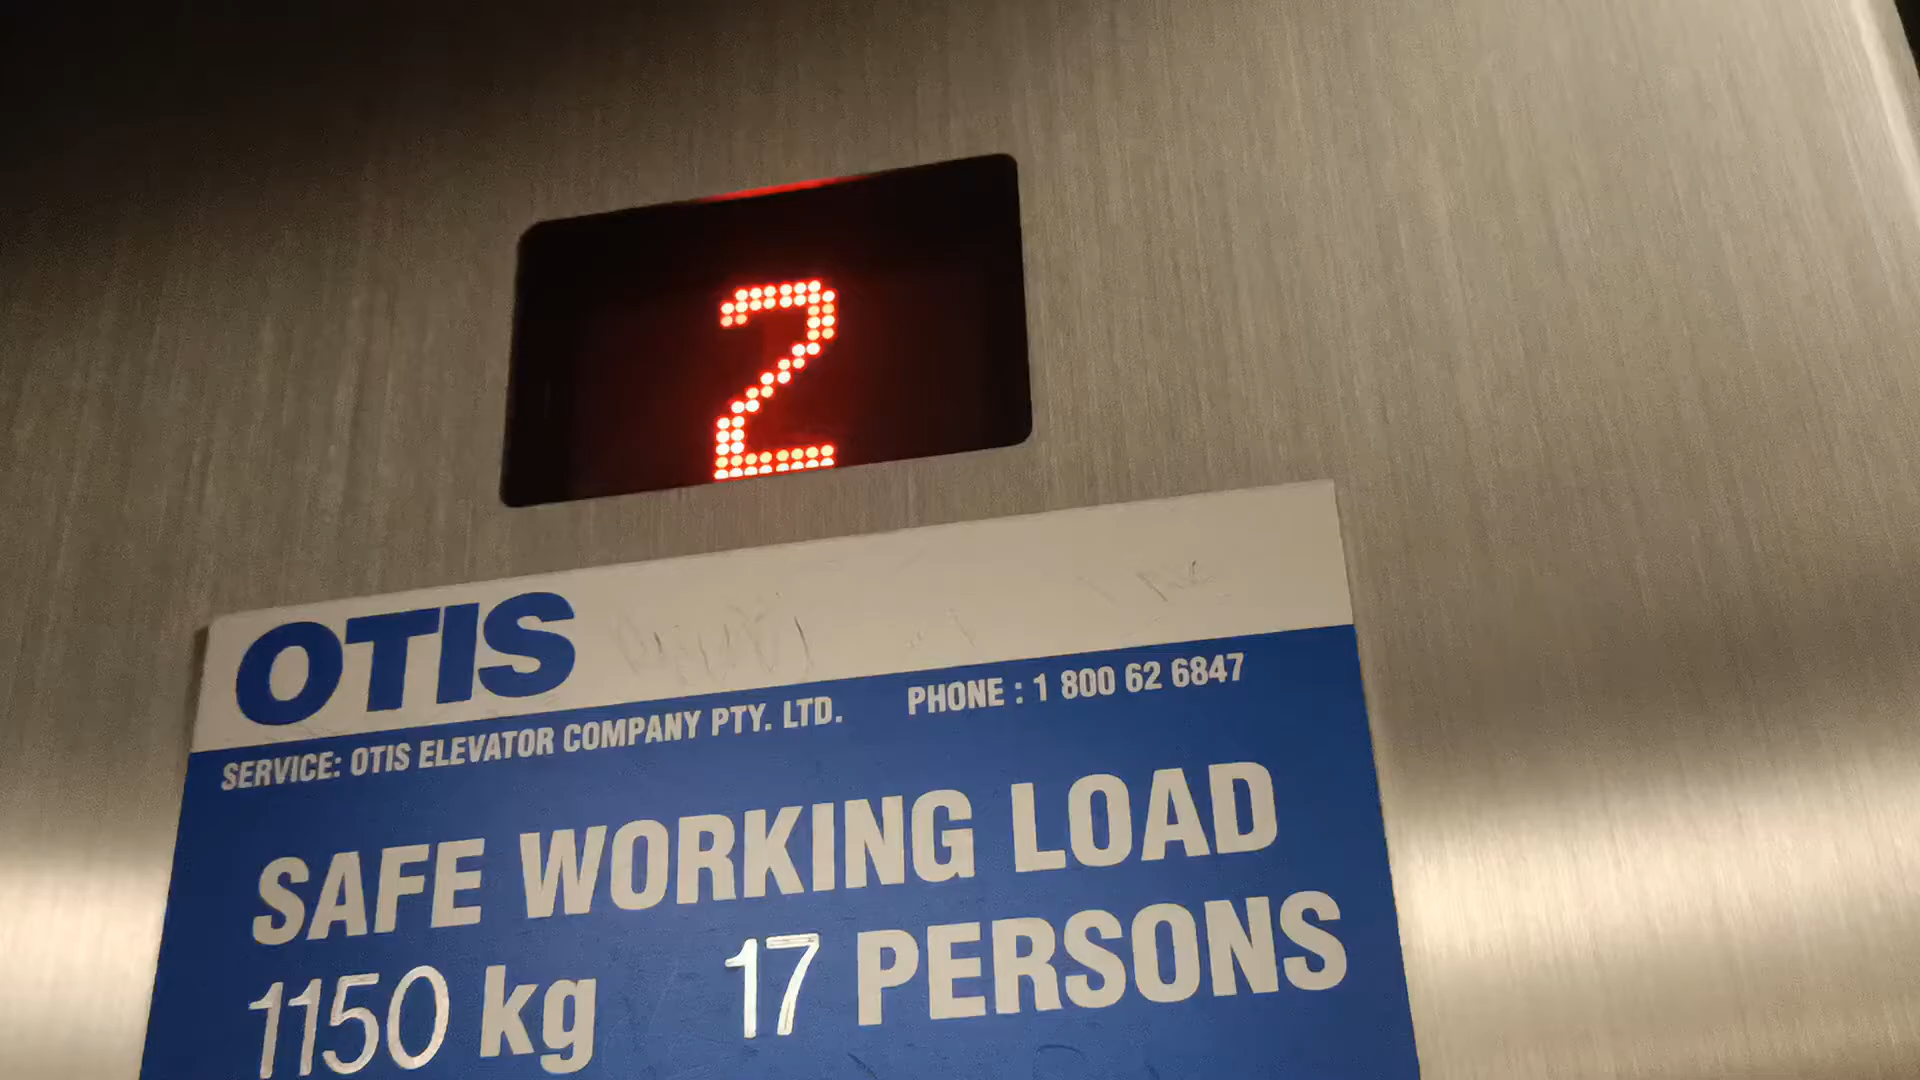 2
OTIS
SERVICE: OTIS ELEVATOR COMPANY PTY. LTD. PHONE : 1 800 62 6847
SAFE WORKING LOAD
1150 kg 17 PERSONS